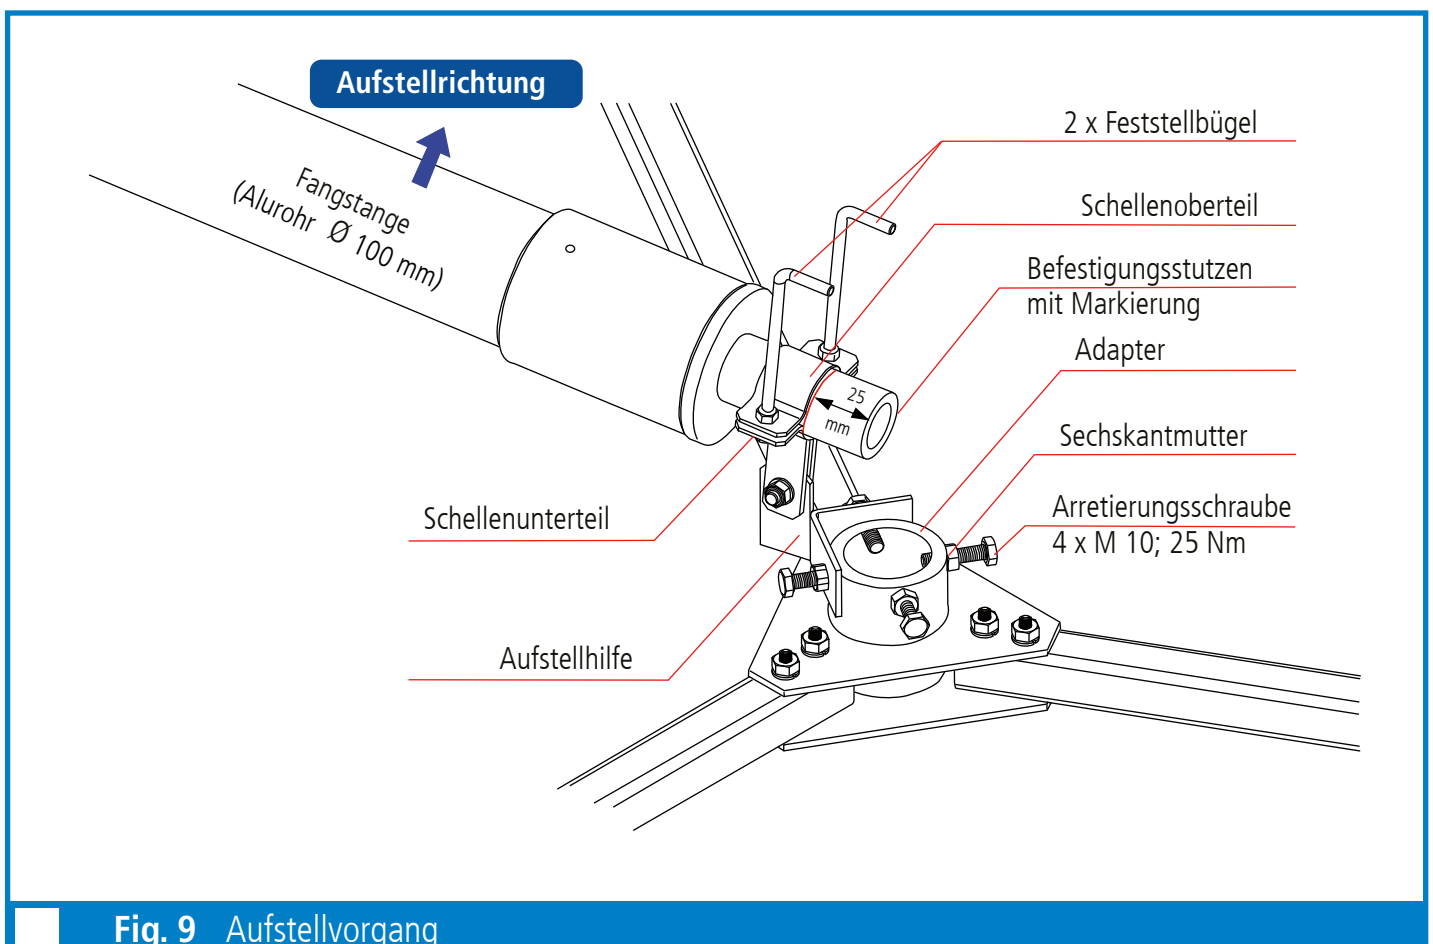 Aufstellrichtung
Fangstange
(Alurohr Ø 100 mm)
2 x Feststellbügel
Schellenoberteil
Befestigungsstutzen
mit Markierung
Adapter
25
mm
Sechskantmutter
Arretierungsschraube
4 x M 10; 25 Nm
Schellenunterteil
Aufstellhilfe
Fig. 9 Aufstellvorgang